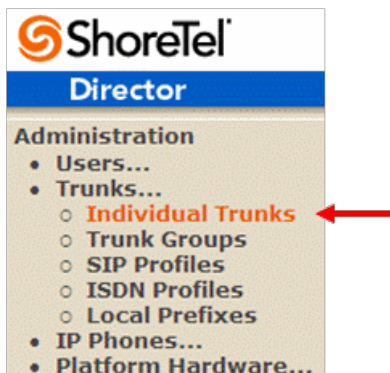 ShoreTel
Director
Administration
Users...
Trunks...
Individual Trunks
Trunk Groups
SIP Profiles
ISDN Profiles
Local Prefixes
IP Phones...
Platform Hardware...